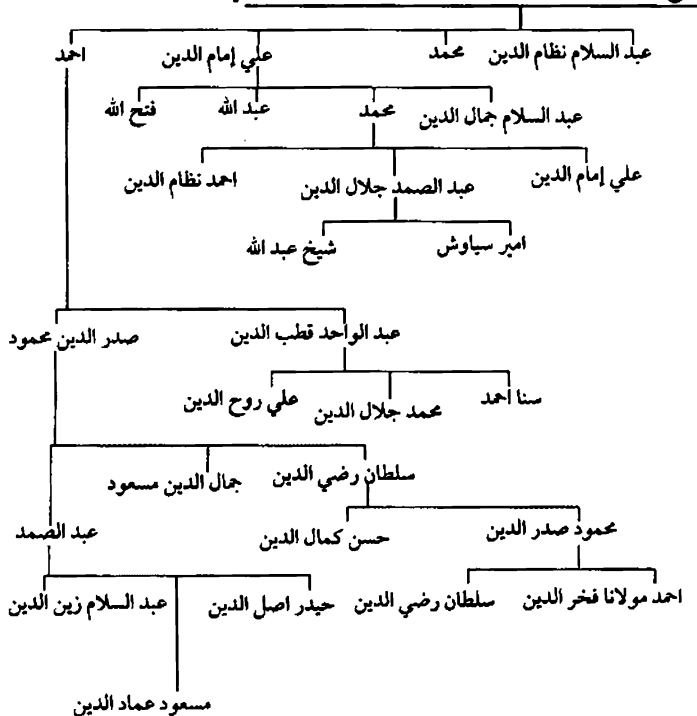 عبد السلام نظام الدين محمد علي إمام الدين احمد
عبد السلام جمال الدين محمد عبد الله فتح الله
علي إمام الدين عبد الصمد جلال الدين احمد نظام الدين
امير سياوش شيخ عبد الله
عبد الواحد قطب الدين صدر الدين محمود
سنا احمد محمد جلال الدين علي روح الدين
سلطان رضي الدين جمال الدين مسعود
محمود صدر الدين حسن كمال الدين عبد الصمد
احمد مولانا فخر الدين سلطان رضي الدين حيدر اصل الدين عبد السلام زين الدين
مسعود عماد الدين